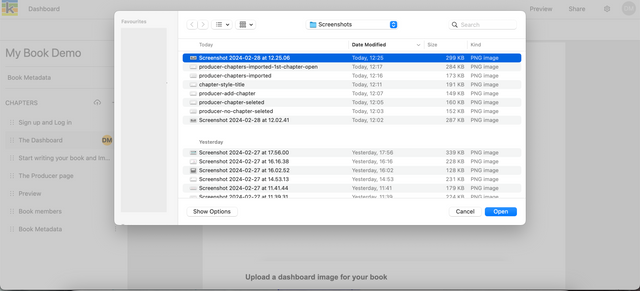 Dashboard
Preview
Share
My Book Demo
Book Metadata
CHAPTERS
Sign up and Log in
The Dashboard
DM
Start writing your book and im...
The Producer page
Preview
Book members
Book Metadata
Favourites
Screenshots
Search
Today Date Modified Size Kind
Screenshot 2024-02-28 at 12.25.06 Today, 12:25 299 KB PNG image
producer-chapters-imported-1st-chapter-open Today, 12:17 284 KB PNG image
producer-chapters-imported Today, 12:16 173 KB PNG image
chapter-style-title Today, 12:11 191 KB PNG image
producer-add-chapter Today, 12:07 149 KB PNG image
producer-chapter-seleted Today, 12:05 160 KB PNG image
producer-no-chapter-seleted Today, 12:03 152 KB PNG image
Screenshot 2024-02-28 at 12.02.41 Today, 12:02 287 KB PNG image
Yesterday
Screenshot 2024-02-27 at 17.56.00 Yesterday, 17:56 339 KB PNG image
Screenshot 2024-02-27 at 16.16.38 Yesterday, 16:16 228 KB PNG image
Screenshot 2024-02-27 at 16.02.52 Yesterday, 16:02 128 KB PNG image
Screenshot 2024-02-27 at 14.53.13 Yesterday, 14:53 231 KB PNG image
Screenshot 2024-02-27 at 11.41.44 Yesterday, 11:41 179 KB PNG image
Screenshot 2024-02-27 at 11.39.31 Yesterday, 11:39 PNG image
Show Options
Cancel
Open
Upload a dashboard image for your book